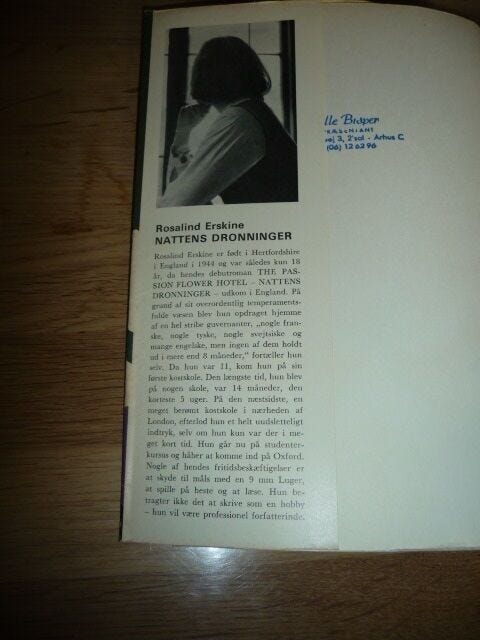 Rosalind Erskine
NATTENS DRONNINGER
Rosalind Erskine er født i Hertfordshire
i England i 1944 og var således kun 18
år, da hendes debutroman THE PAS-
SION FLOWER HOTEL – NATTENS
DRONNINGER – udkom i England. På
grund af sit overordentlig temperaments-
fulde væsen blev hun opdraget hjemme
af en hel stribe guvernanter, „nogle fran-
ske, nogle tyske, nogle svejtsiske og
mange engelske, men ingen af dem holdt
ud i mere end 8 måneder,“ fortæller hun
selv. Da hun var 11, kom hun på sin
første kostskole. Den længste tid, hun blev
på nogen skole, var 14 måneder, den
korteste 5 uger. På den næstsidste, en
meget berømt kostskole i nærheden af
London, efterlod hun et helt uudsletteligt
indtryk, selv om hun kun var der i me-
get kort tid. Hun går nu på studenter-
kursus og håber at komme ind på Oxford.
Nogle af hendes fritidsbeskæftigelser er
at skyde til måls med en 9 mm Luger,
at spille på heste og at læse. Hun be-
tragter ikke det at skrive som en hobby
– hun vil være professionel forfatterinde.
3, 2'sal - Århus C
(06) 12 62 96